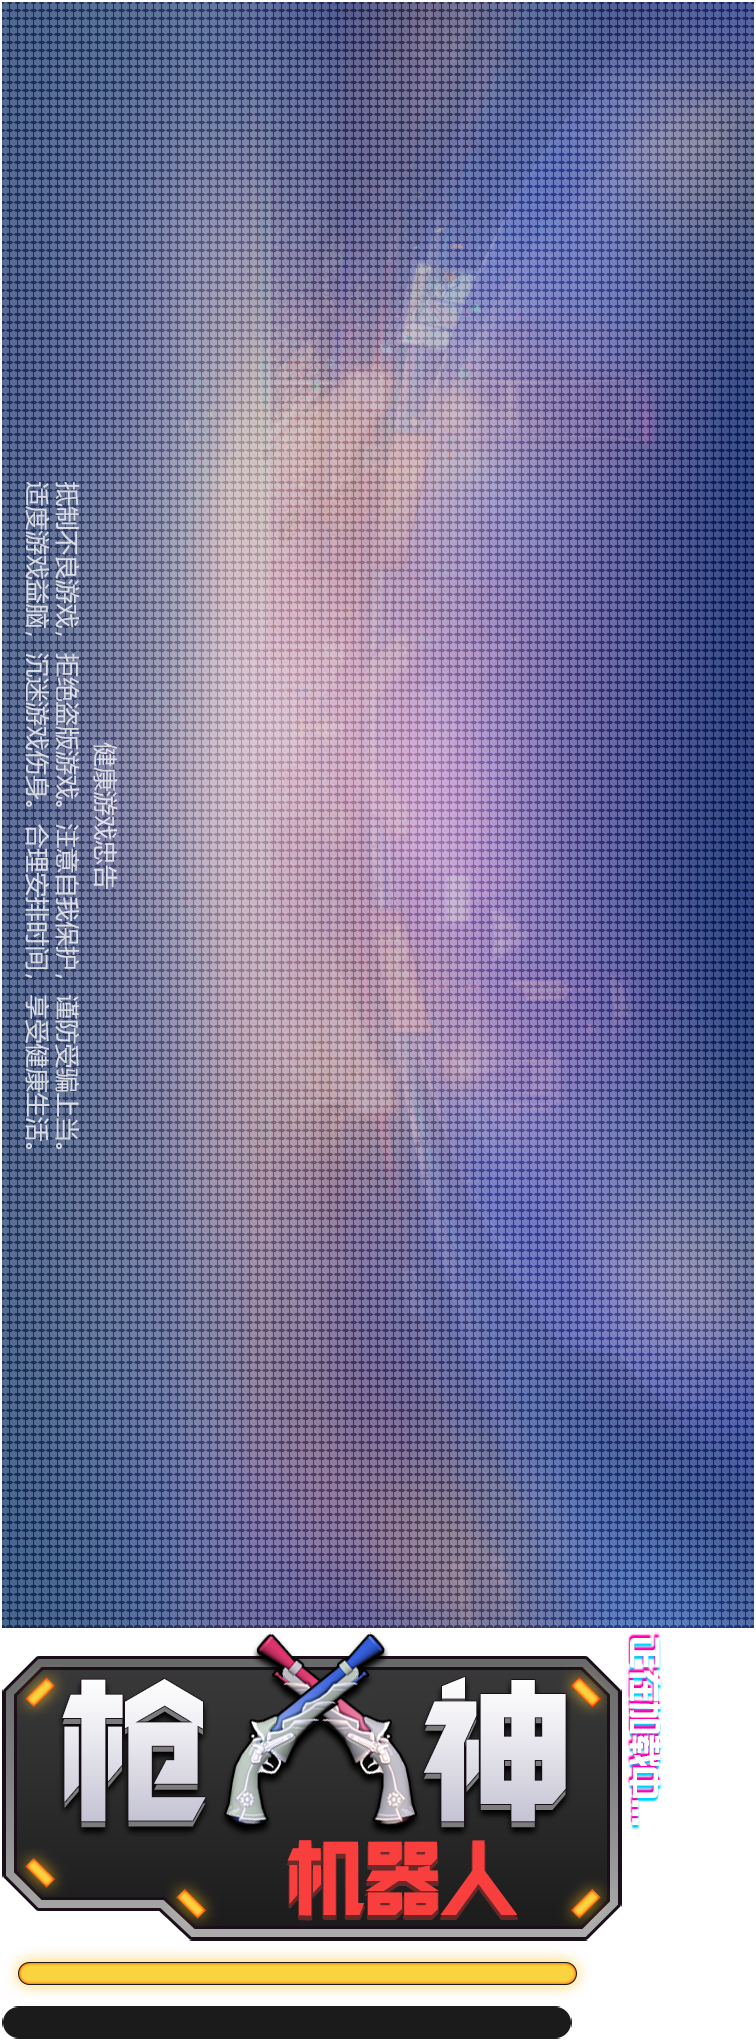 健康游戏忠告
抵制不良游戏，拒绝盗版游戏。注意自我保护，谨防受骗上当。
适度游戏益脑，沉迷游戏伤身。合理安排时间，享受健康生活。
正在加载中...
枪神
机器人